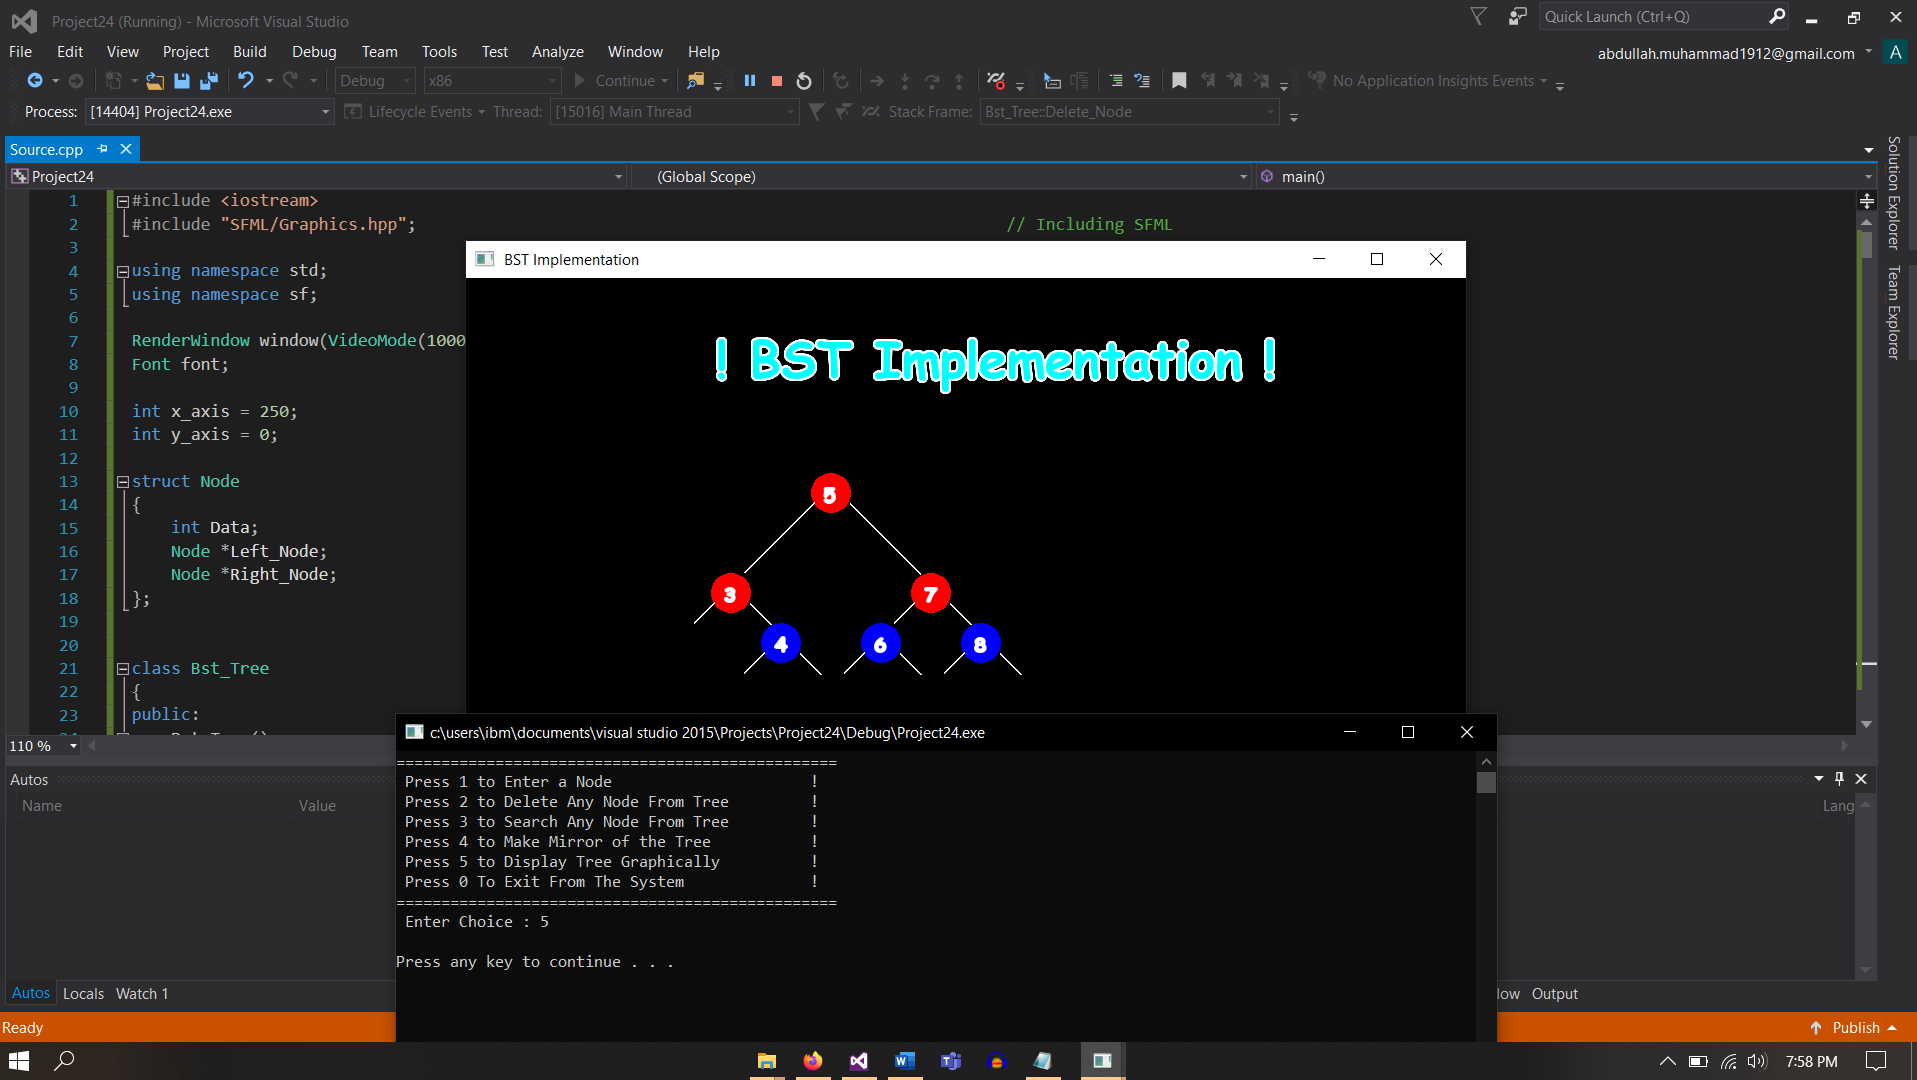 Project24 (Running) - Microsoft Visual Studio
Quick Launch (Ctrl+Q)
File Edit View Project Build Debug Team Tools Test Analyze Window Help
abdullah.muhammad1912@gmail.com A
Debug x86 Continue No Application Insights Events
Process: [14404] Project24.exe Lifecycle Events Thread: [15016] Main Thread Stack Frame: Bst_Tree::Delete_Node
Source.cpp
Project24 (Global Scope) main()
Solution Explorer
Team Explorer
1 #include <iostream>
2 #include "SFML/Graphics.hpp"; // Including SFML
3
4 using namespace std;
5 using namespace sf;
6
7 RenderWindow window(VideoMode(1000
8 Font font;
9
10 int x_axis = 250;
11 int y_axis = 0;
12
13 struct Node
14 {
15 int Data;
16 Node *Left_Node;
17 Node *Right_Node;
18 };
19
20
21 class Bst_Tree
22 {
23 public:
BST Implementation
! BST Implementation !
5
3 7
4 6 8
110 %
Autos
Name Value
Lang
c:\users\ibm\documents\visual studio 2015\Projects\Project24\Debug\Project24.exe
=================================================
Press 1 to Enter a Node !
Press 2 to Delete Any Node From Tree !
Press 3 to Search Any Node From Tree !
Press 4 to Make Mirror of the Tree !
Press 5 to Display Tree Graphically !
Press 0 To Exit From The System !
=================================================
Enter Choice : 5
Press any key to continue . . .
Autos Locals Watch 1
Output
Ready
Publish
7:58 PM